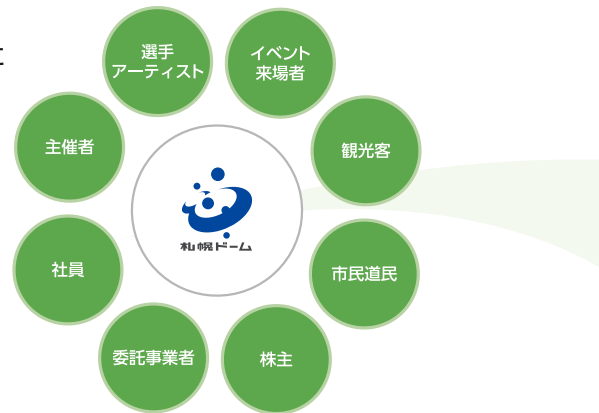 選手
アーティスト
イベント
来場者
主催者
観光客
札幌ドーム
社員
市民道民
委託事業者
株主